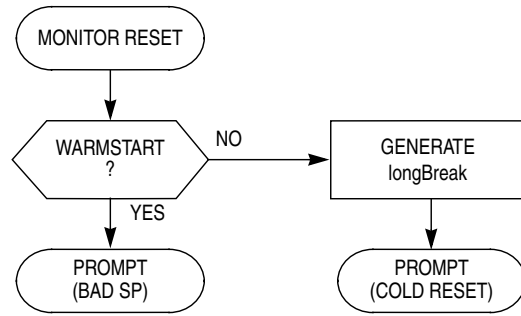 MONITOR RESET
WARMSTART
?
NO
GENERATE
longBreak
YES
PROMPT
(BAD SP)
PROMPT
(COLD RESET)